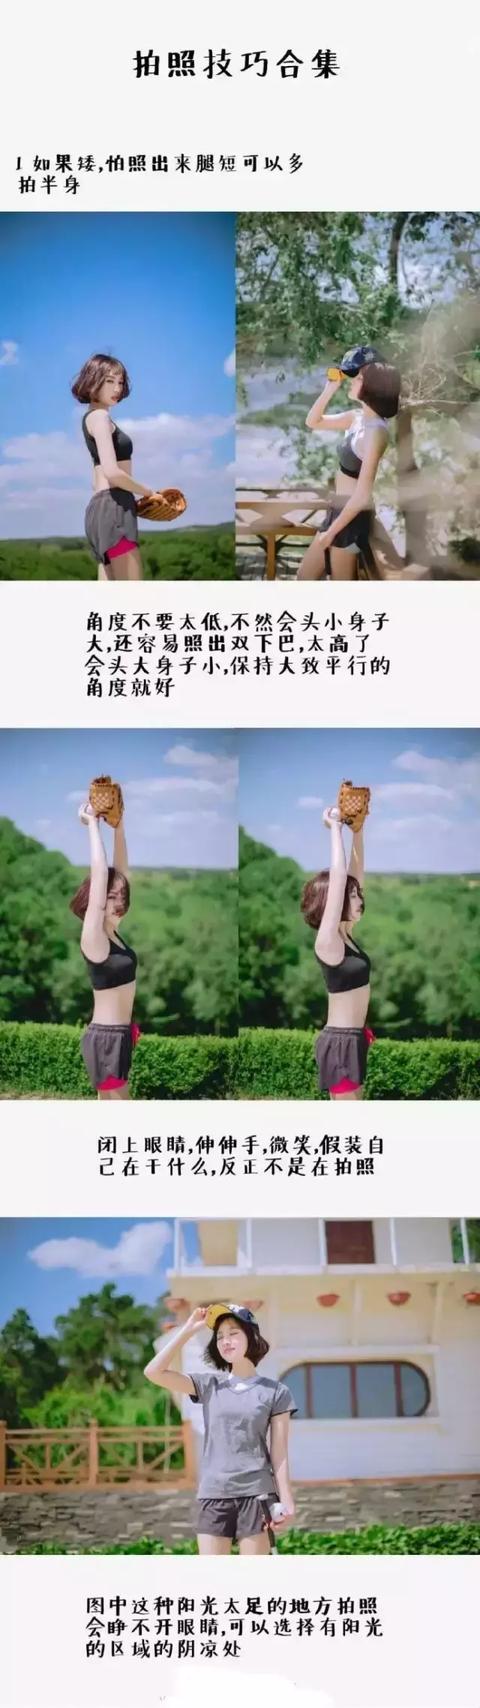 拍照技巧合集
1 如果矮,怕照出来腿短可以多
拍半身
角度不要太低,不然会头小身子
大,还容易照出双下巴,太高了
会头大身子小,保持大致平行的
角度就好
闭上眼睛,伸伸手,微笑,假装自
己在干什么,反正不是在拍照
图中这种阳光太足的地方拍照
会睁不开眼睛,可以选择有阳光
的区域的阴凉处